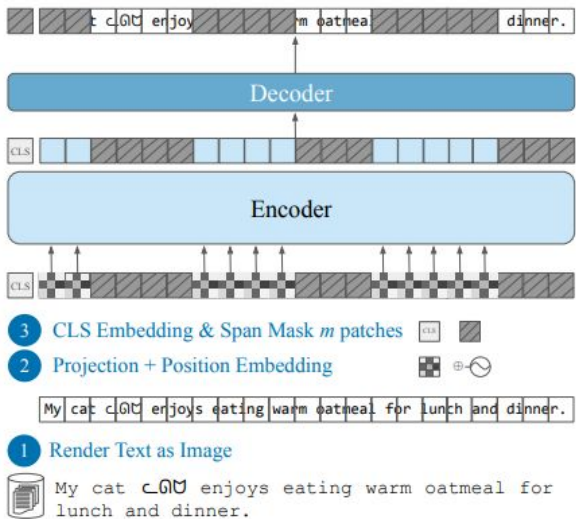 t ᓚᘏᗢ enjoy m oatmea dinner.
Decoder
CLS
Encoder
CLS
3 CLS Embedding & Span Mask m patches CLS
2 Projection + Position Embedding
My cat ᓚᘏᗢ enjoys eating warm oatmeal for lunch and dinner.
1 Render Text as Image
My cat ᓚᘏᗢ enjoys eating warm oatmeal for
lunch and dinner.